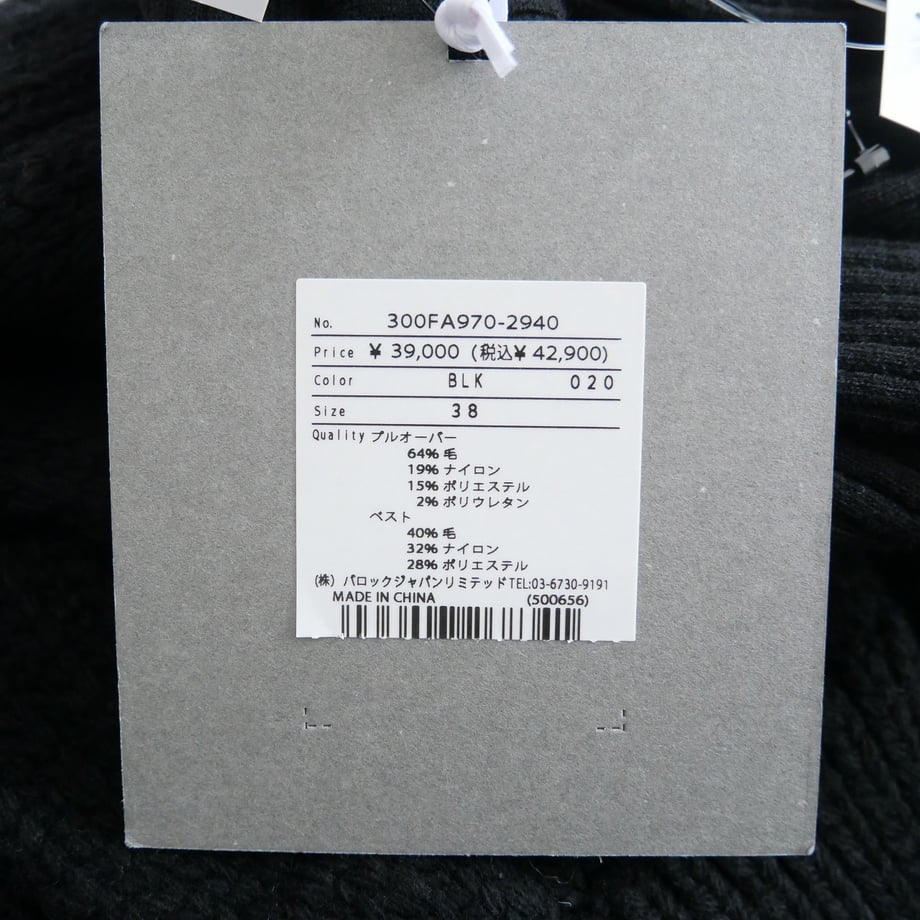 No. 300FA970-2940
Price ¥ 39,000 (税込¥ 42,900)
Color BLK 020
Size 38
Quality プルオーバー
64% 毛
19% ナイロン
15% ポリエステル
2% ポリウレタン
ベスト
40% 毛
32% ナイロン
28% ポリエステル
(株) バロックジャパンリミテッド TEL:03-6730-9191
MADE IN CHINA (500656)